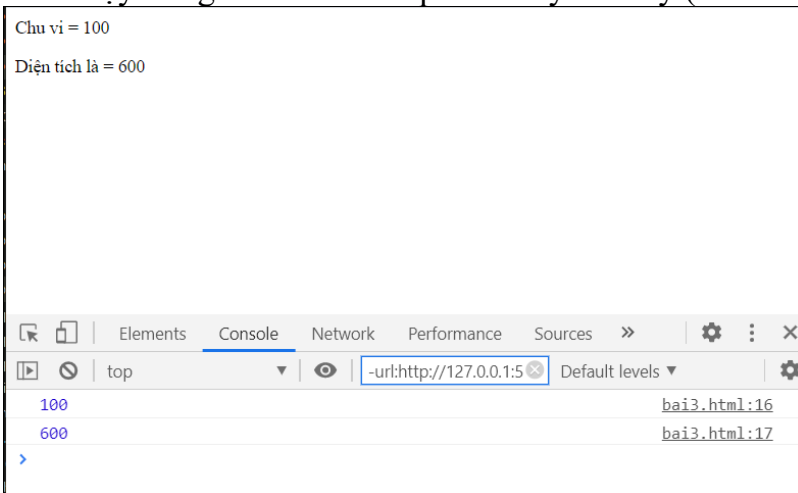 Chu vi = 100
Diện tích là = 600
Elements Console Network Performance Sources »
top ▼ -url:http://127.0.0.1:5 Default levels ▼
100 bai3.html:16
600 bai3.html:17
>